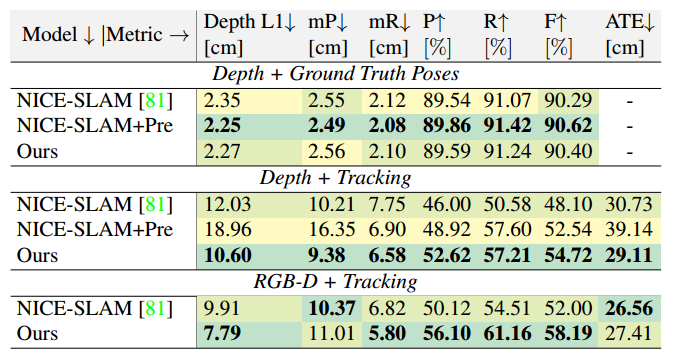 Model ↓ |Metric → Depth L1↓ mP↓ mR↓ P↑ R↑ F↑ ATE↓
[cm] [cm] [cm] [%] [%] [%] [cm]
Depth + Ground Truth Poses
NICE-SLAM [81] 2.35 2.55 2.12 89.54 91.07 90.29 -
NICE-SLAM+Pre 2.25 2.49 2.08 89.86 91.42 90.62 -
Ours 2.27 2.56 2.10 89.59 91.24 90.40 -
Depth + Tracking
NICE-SLAM [81] 12.03 10.21 7.75 46.00 50.58 48.10 30.73
NICE-SLAM+Pre 18.96 16.35 6.90 48.92 57.60 52.54 39.14
Ours 10.60 9.38 6.58 52.62 57.21 54.72 29.11
RGB-D + Tracking
NICE-SLAM [81] 9.91 10.37 6.82 50.12 54.51 52.00 26.56
Ours 7.79 11.01 5.80 56.10 61.16 58.19 27.41